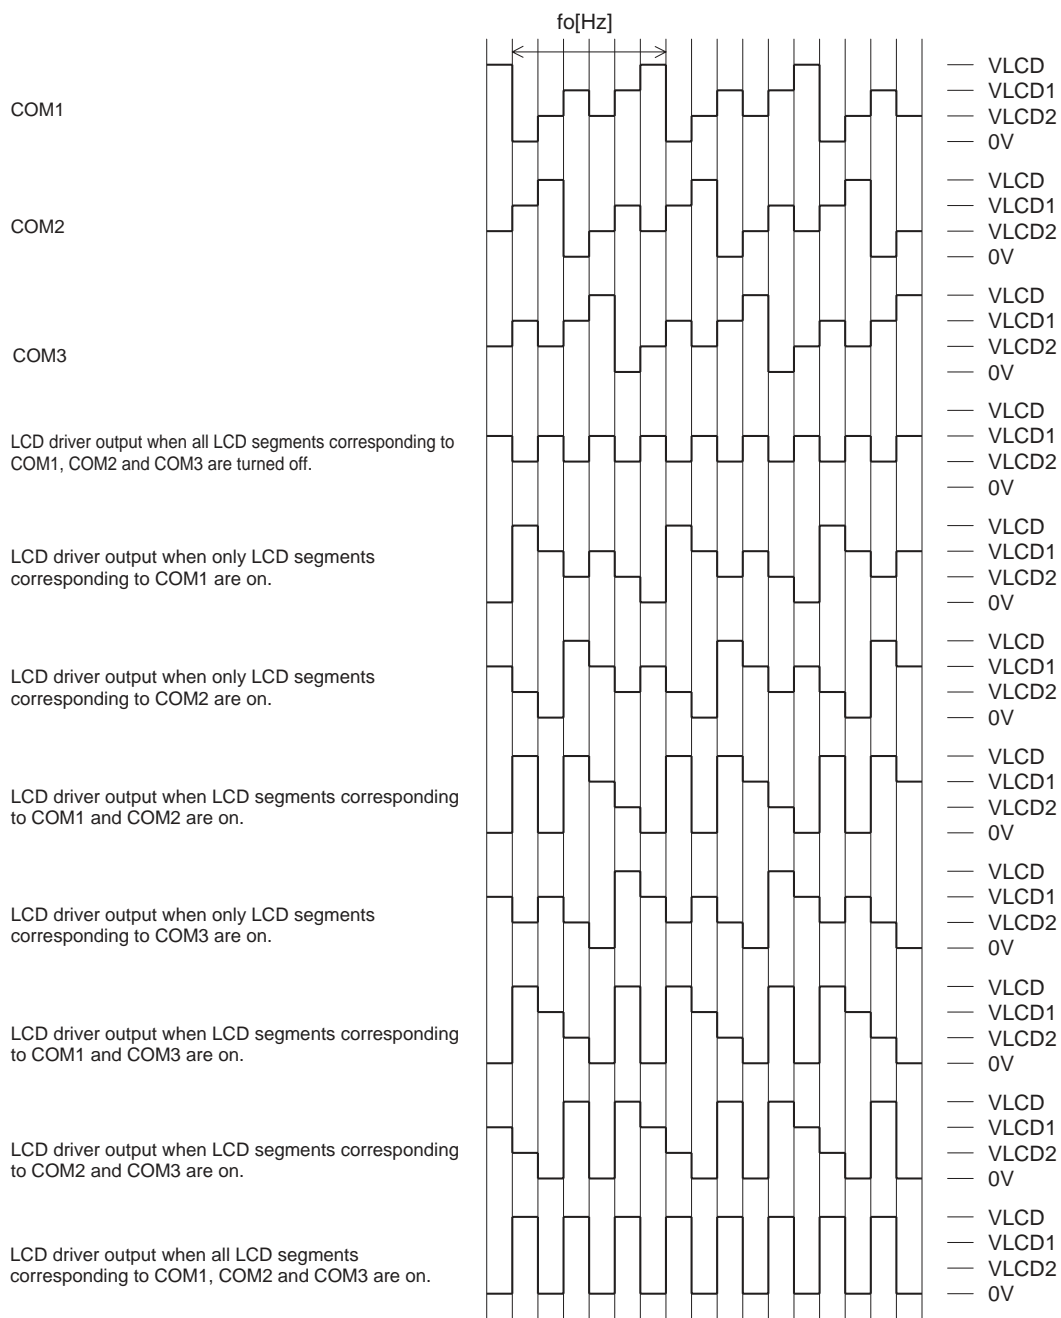 fo[Hz]
COM1
VLCD
VLCD1
VLCD2
0V
COM2
VLCD
VLCD1
VLCD2
0V
COM3
VLCD
VLCD1
VLCD2
0V
LCD driver output when all LCD segments corresponding to
COM1, COM2 and COM3 are turned off.
VLCD
VLCD1
VLCD2
0V
LCD driver output when only LCD segments
corresponding to COM1 are on.
VLCD
VLCD1
VLCD2
0V
LCD driver output when only LCD segments
corresponding to COM2 are on.
VLCD
VLCD1
VLCD2
0V
LCD driver output when LCD segments corresponding
to COM1 and COM2 are on.
VLCD
VLCD1
VLCD2
0V
LCD driver output when only LCD segments
corresponding to COM3 are on.
VLCD
VLCD1
VLCD2
0V
LCD driver output when LCD segments corresponding
to COM1 and COM3 are on.
VLCD
VLCD1
VLCD2
0V
LCD driver output when LCD segments corresponding
to COM2 and COM3 are on.
VLCD
VLCD1
VLCD2
0V
LCD driver output when all LCD segments
corresponding to COM1, COM2 and COM3 are on.
VLCD
VLCD1
VLCD2
0V